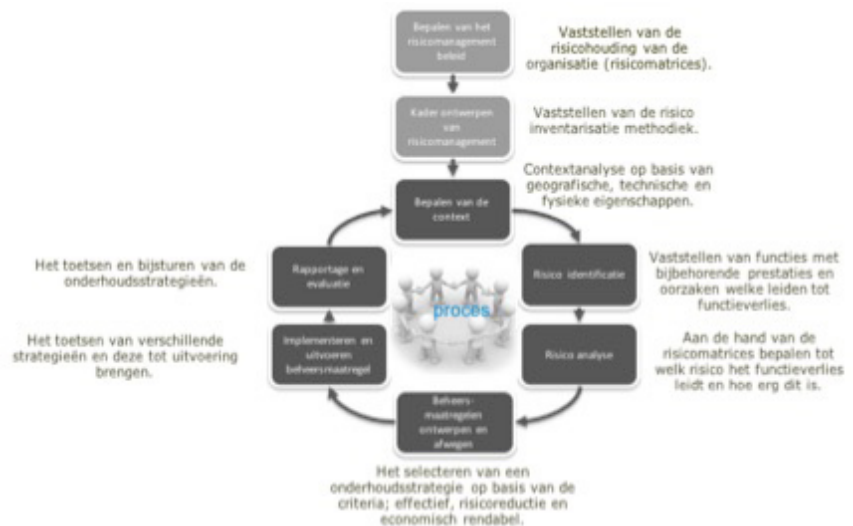 Bepalen van het
risicomanagement
beleid
Vaststellen van de
risicohouding van de
organisatie (risicomatrices).
Kader ontwerpen
van
risicomanagement
Vaststellen van de risico
inventarisatie methodiek.
Contextanalyse op basis van
geografische, technische en
fysieke eigenschappen.
Bepalen van de
context
Het toetsen en bijsturen van de
onderhoudsstrategieën.
Rapportage en
evaluatie
Risico identificatie
Vaststellen van functies met
bijbehorende prestaties en
oorzaken welke leiden tot
functieverlies.
proces
Het toetsen van verschillende
strategieën en deze tot uitvoering
brengen.
Implementeren en
uitvoeren
beheersmaatregel
Risico analyse
Aan de hand van de
risicomatrices bepalen tot
welk risico het functieverlies
leidt en hoe erg dit is.
Beheers-
maatregelen
ontwerpen en
afwegen
Het selecteren van een
onderhoudsstrategie op basis van de
criteria; effectief, risicoreductie en
economisch rendabel.